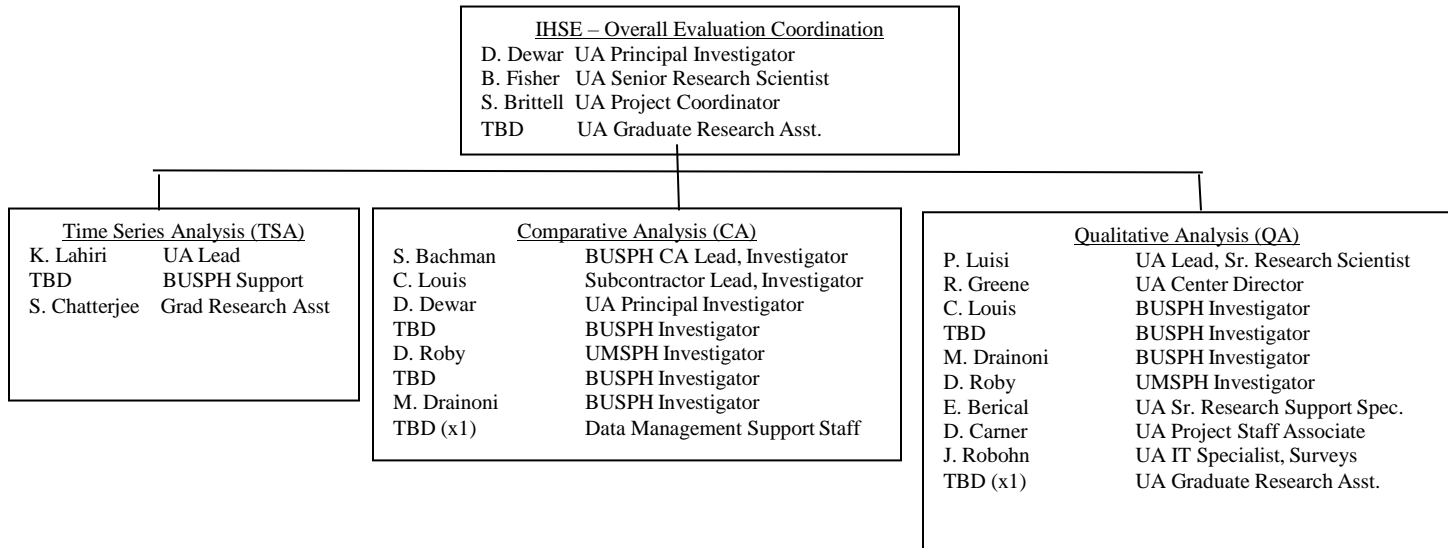 IHSE – Overall Evaluation Coordination
D. Dewar UA Principal Investigator
B. Fisher UA Senior Research Scientist
S. Brittell UA Project Coordinator
TBD UA Graduate Research Asst.
Time Series Analysis (TSA)
K. Lahiri UA Lead
TBD BUSPH Support
S. Chatterjee Grad Research Asst
Comparative Analysis (CA)
S. Bachman BUSPH CA Lead, Investigator
C. Louis Subcontractor Lead, Investigator
D. Dewar UA Principal Investigator
TBD BUSPH Investigator
D. Roby UMSPH Investigator
TBD BUSPH Investigator
M. Drainoni BUSPH Investigator
TBD (x1) Data Management Support Staff
Qualitative Analysis (QA)
P. Luisi UA Lead, Sr. Research Scientist
R. Greene UA Center Director
C. Louis BUSPH Investigator
TBD BUSPH Investigator
M. Drainoni BUSPH Investigator
D. Roby UMSPH Investigator
E. Berical UA Sr. Research Support Spec.
D. Carner UA Project Staff Associate
J. Robohn UA IT Specialist, Surveys
TBD (x1) UA Graduate Research Asst.